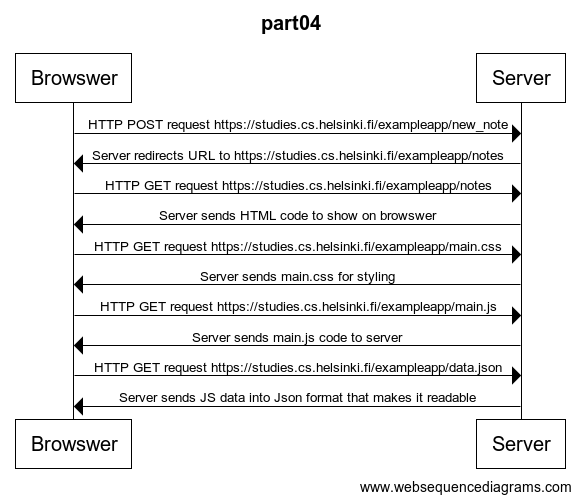 part04
Browswer Server
HTTP POST request https://studies.cs.helsinki.fi/exampleapp/new_note
Server redirects URL to https://studies.cs.helsinki.fi/exampleapp/notes
HTTP GET request https://studies.cs.helsinki.fi/exampleapp/notes
Server sends HTML code to show on browswer
HTTP GET request https://studies.cs.helsinki.fi/exampleapp/main.css
Server sends main.css for styling
HTTP GET request https://studies.cs.helsinki.fi/exampleapp/main.js
Server sends main.js code to server
HTTP GET request https://studies.cs.helsinki.fi/exampleapp/data.json
Server sends JS data into Json format that makes it readable
Browswer Server
www.websequencediagrams.com